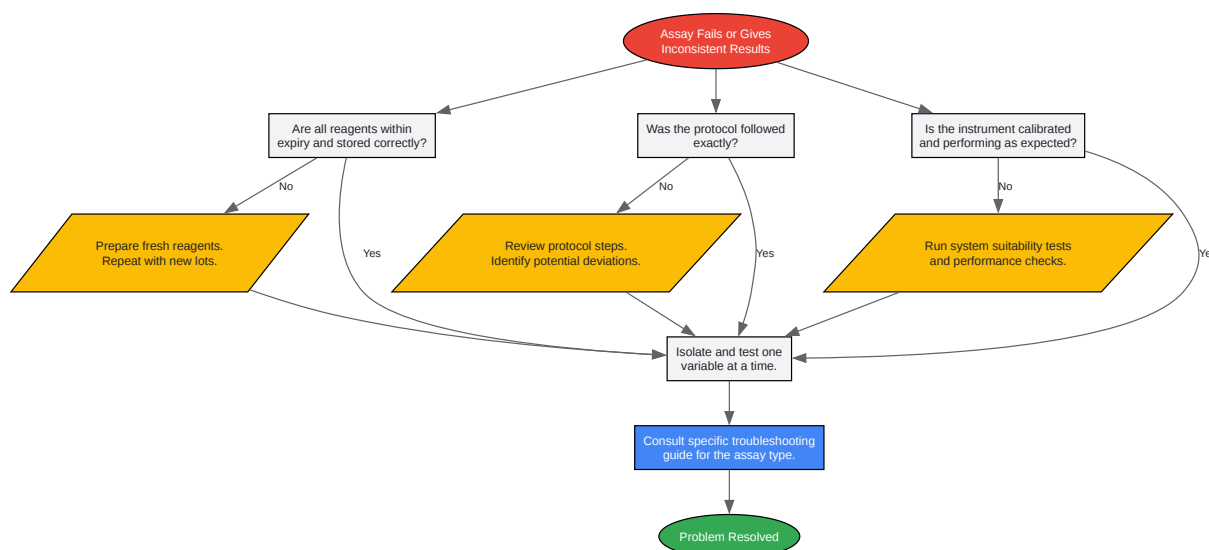 Assay Fails or Gives
Inconsistent Results
Are all reagents within
expiry and stored correctly?
Was the protocol followed
exactly?
Is the instrument calibrated
and performing as expected?
No
No
No
Prepare fresh reagents.
Repeat with new lots.
Yes
Review protocol steps.
Identify potential deviations.
Yes
Run system suitability tests
and performance checks.
Ye
Isolate and test one
variable at a time.
Consult specific troubleshooting
guide for the assay type.
Problem Resolved